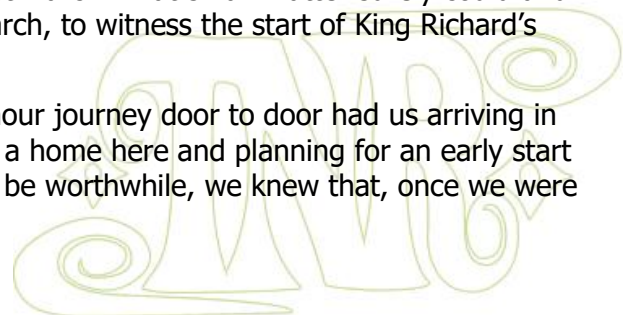 arch, to witness the start of King Richard's
our journey door to door had us arriving in
a home here and planning for an early start
be worthwhile, we knew that, once we were
TNR